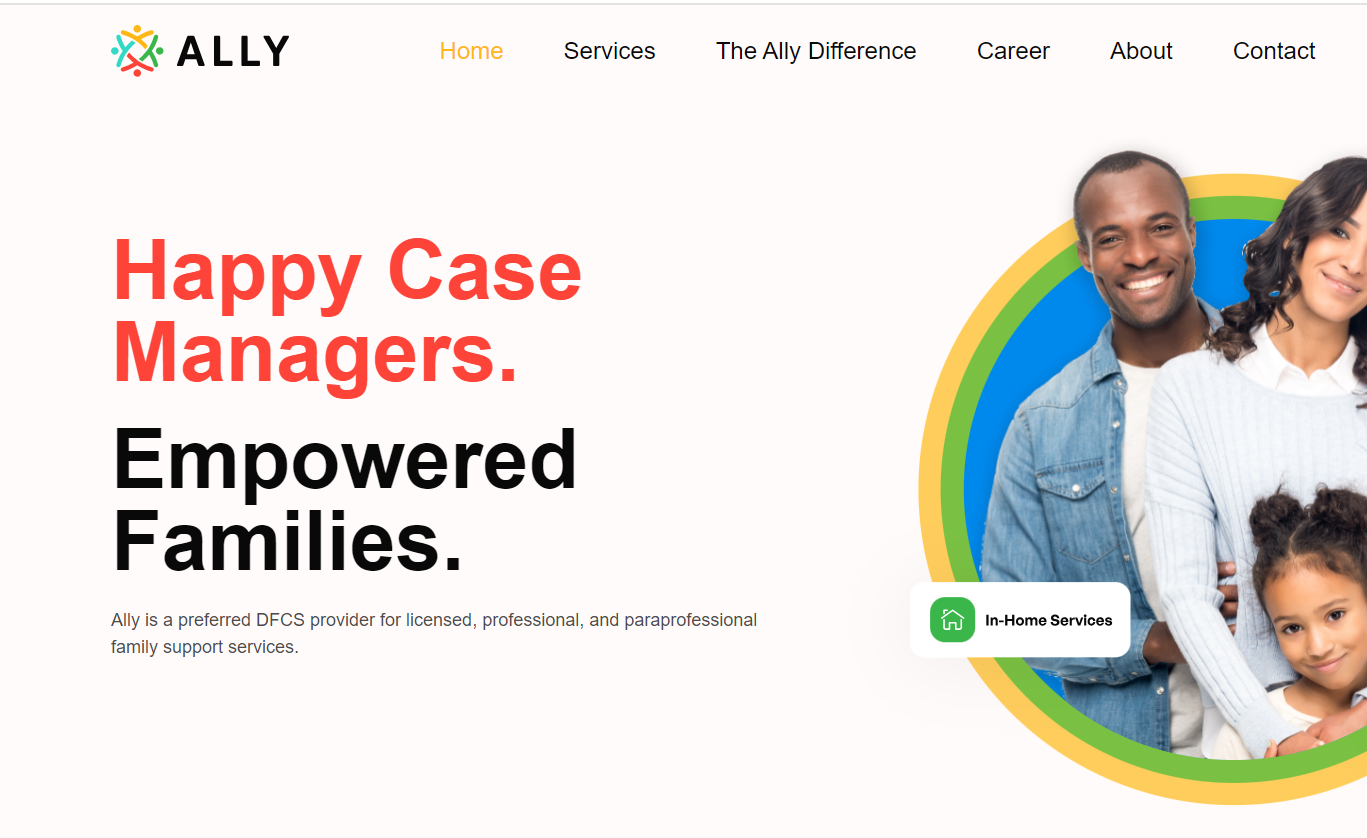 ALLY
Home
Services
The Ally Difference
Career
About
Contact
Happy Case
Managers.
Empowered
Families.
Ally is a preferred DFCS provider for licensed, professional, and paraprofessional
family support services.
In-Home Services